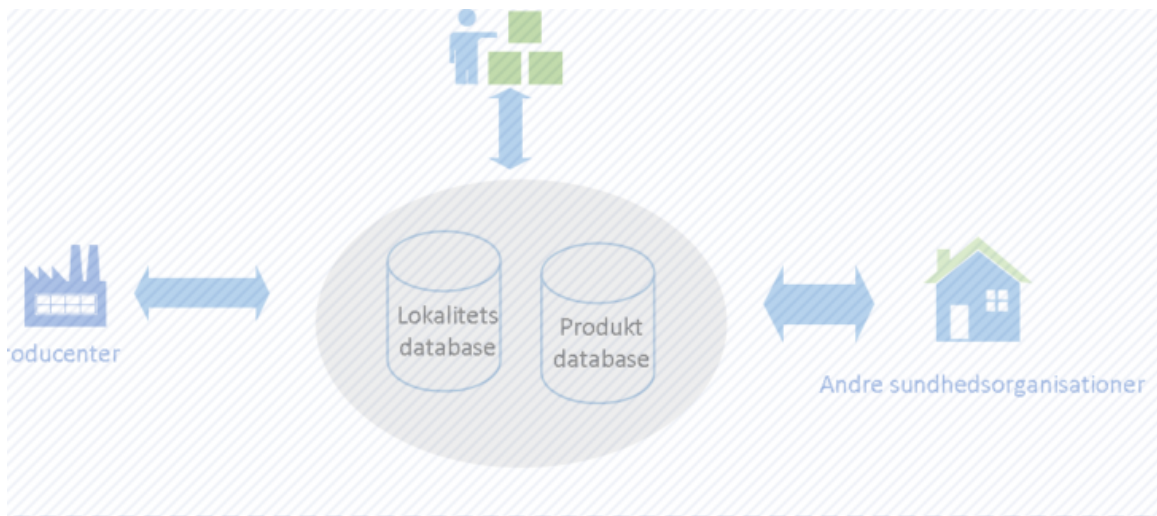 Lokalitets
database
Produkt
database
roducenter
Andre sundhedsorganisationer